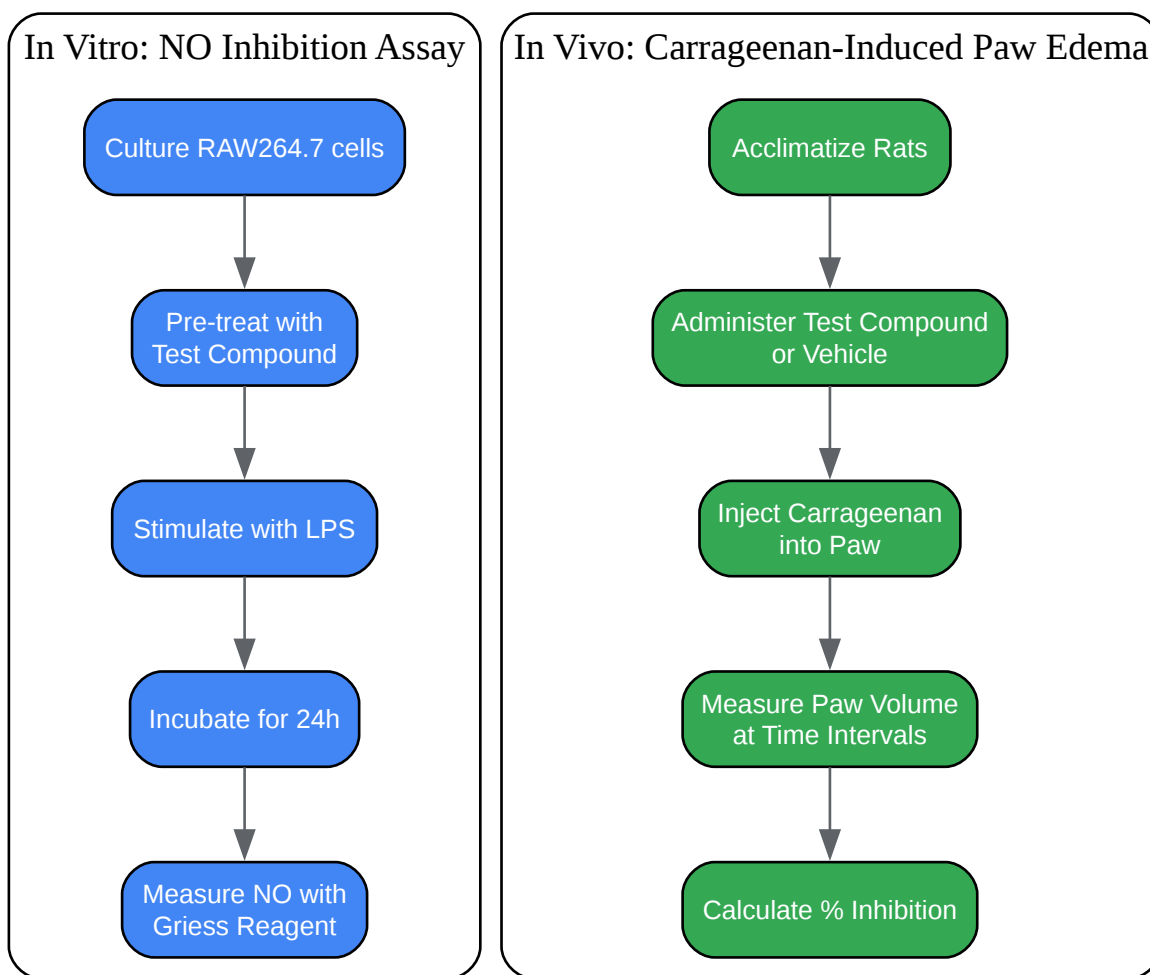 In Vitro: NO Inhibition Assay
Culture RAW264.7 cells
Pre-treat with
Test Compound
Stimulate with LPS
Incubate for 24h
Measure NO with
Griess Reagent
In Vivo: Carrageenan-Induced Paw Edema
Acclimatize Rats
Administer Test Compound
or Vehicle
Inject Carrageenan
into Paw
Measure Paw Volume
at Time Intervals
Calculate % Inhibition